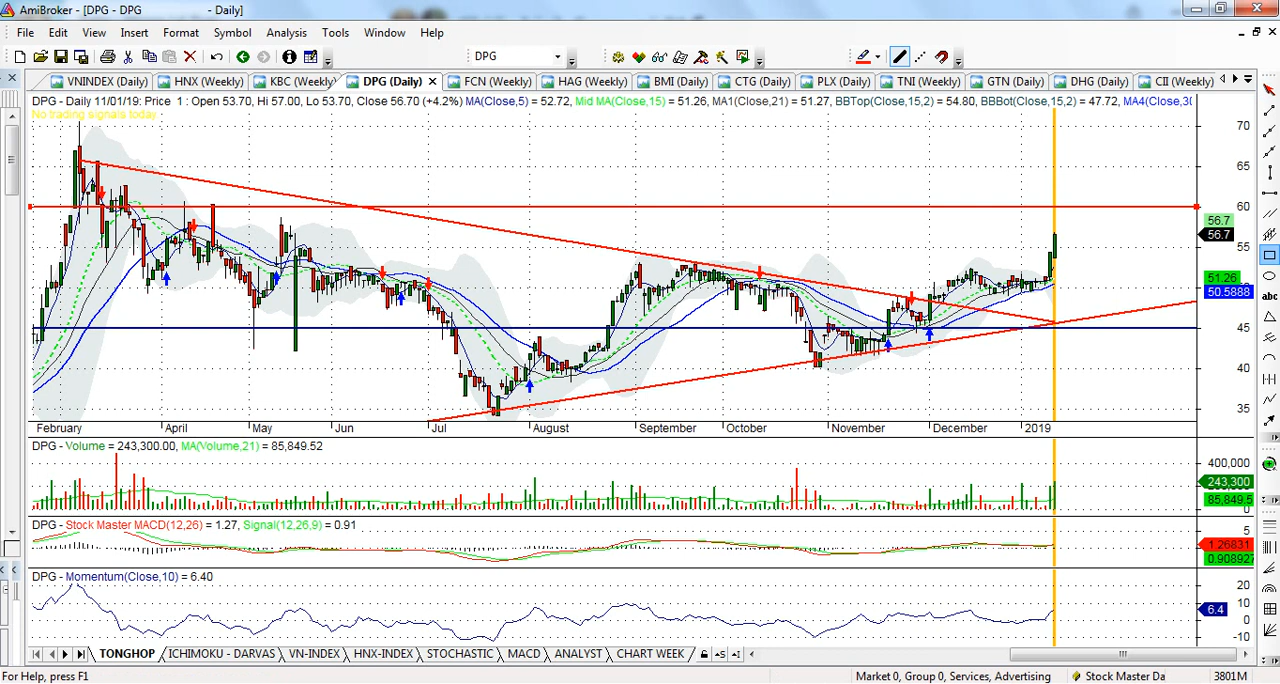 AmiBroker - [DPG - DPG - Daily]
File Edit View Insert Format Symbol Analysis Tools Window Help
DPG
VNINDEX (Daily) HNX (Weekly) KBC (Weekly) DPG (Daily) FCN (Weekly) HAG (Weekly) BMI (Daily) CTG (Daily) PLX (Daily) TNI (Weekly) GTN (Daily) DHG (Daily) CII (Weekly)
DPG - Daily 11/01/19: Price 1 : Open 53.70, Hi 57.00, Lo 53.70, Close 56.70 (+4.2%) MA(Close,5) = 52.72, Mid MA(Close,15) = 51.26, MA1(Close,21) = 51.27, BBTop(Close,15,2) = 54.80, BBBot(Close,15,2) = 47.72, MA4(Close,30
No trading signals today
70
65
60
56.7
56.7
55
51.26
50.5888
45
40
35
February April May Jun Jul August September October November December 2019
DPG - Volume = 243,300.00, MA(Volume,21) = 85,849.52
400,000
243,300
85,849.5
0
DPG - Stock Master MACD(12,26) = 1.27, Signal(12,26,9) = 0.91
5
1.26831
0.908927
DPG - Momentum(Close,10) = 6.40
20
10
6.4
0
-10
TONGHOP ICHIMOKU - DARVAS VN-INDEX HNX-INDEX STOCHASTIC MACD ANALYST CHART WEEK
For Help, press F1 Market 0, Group 0, Services, Advertising Stock Master Da 3801M